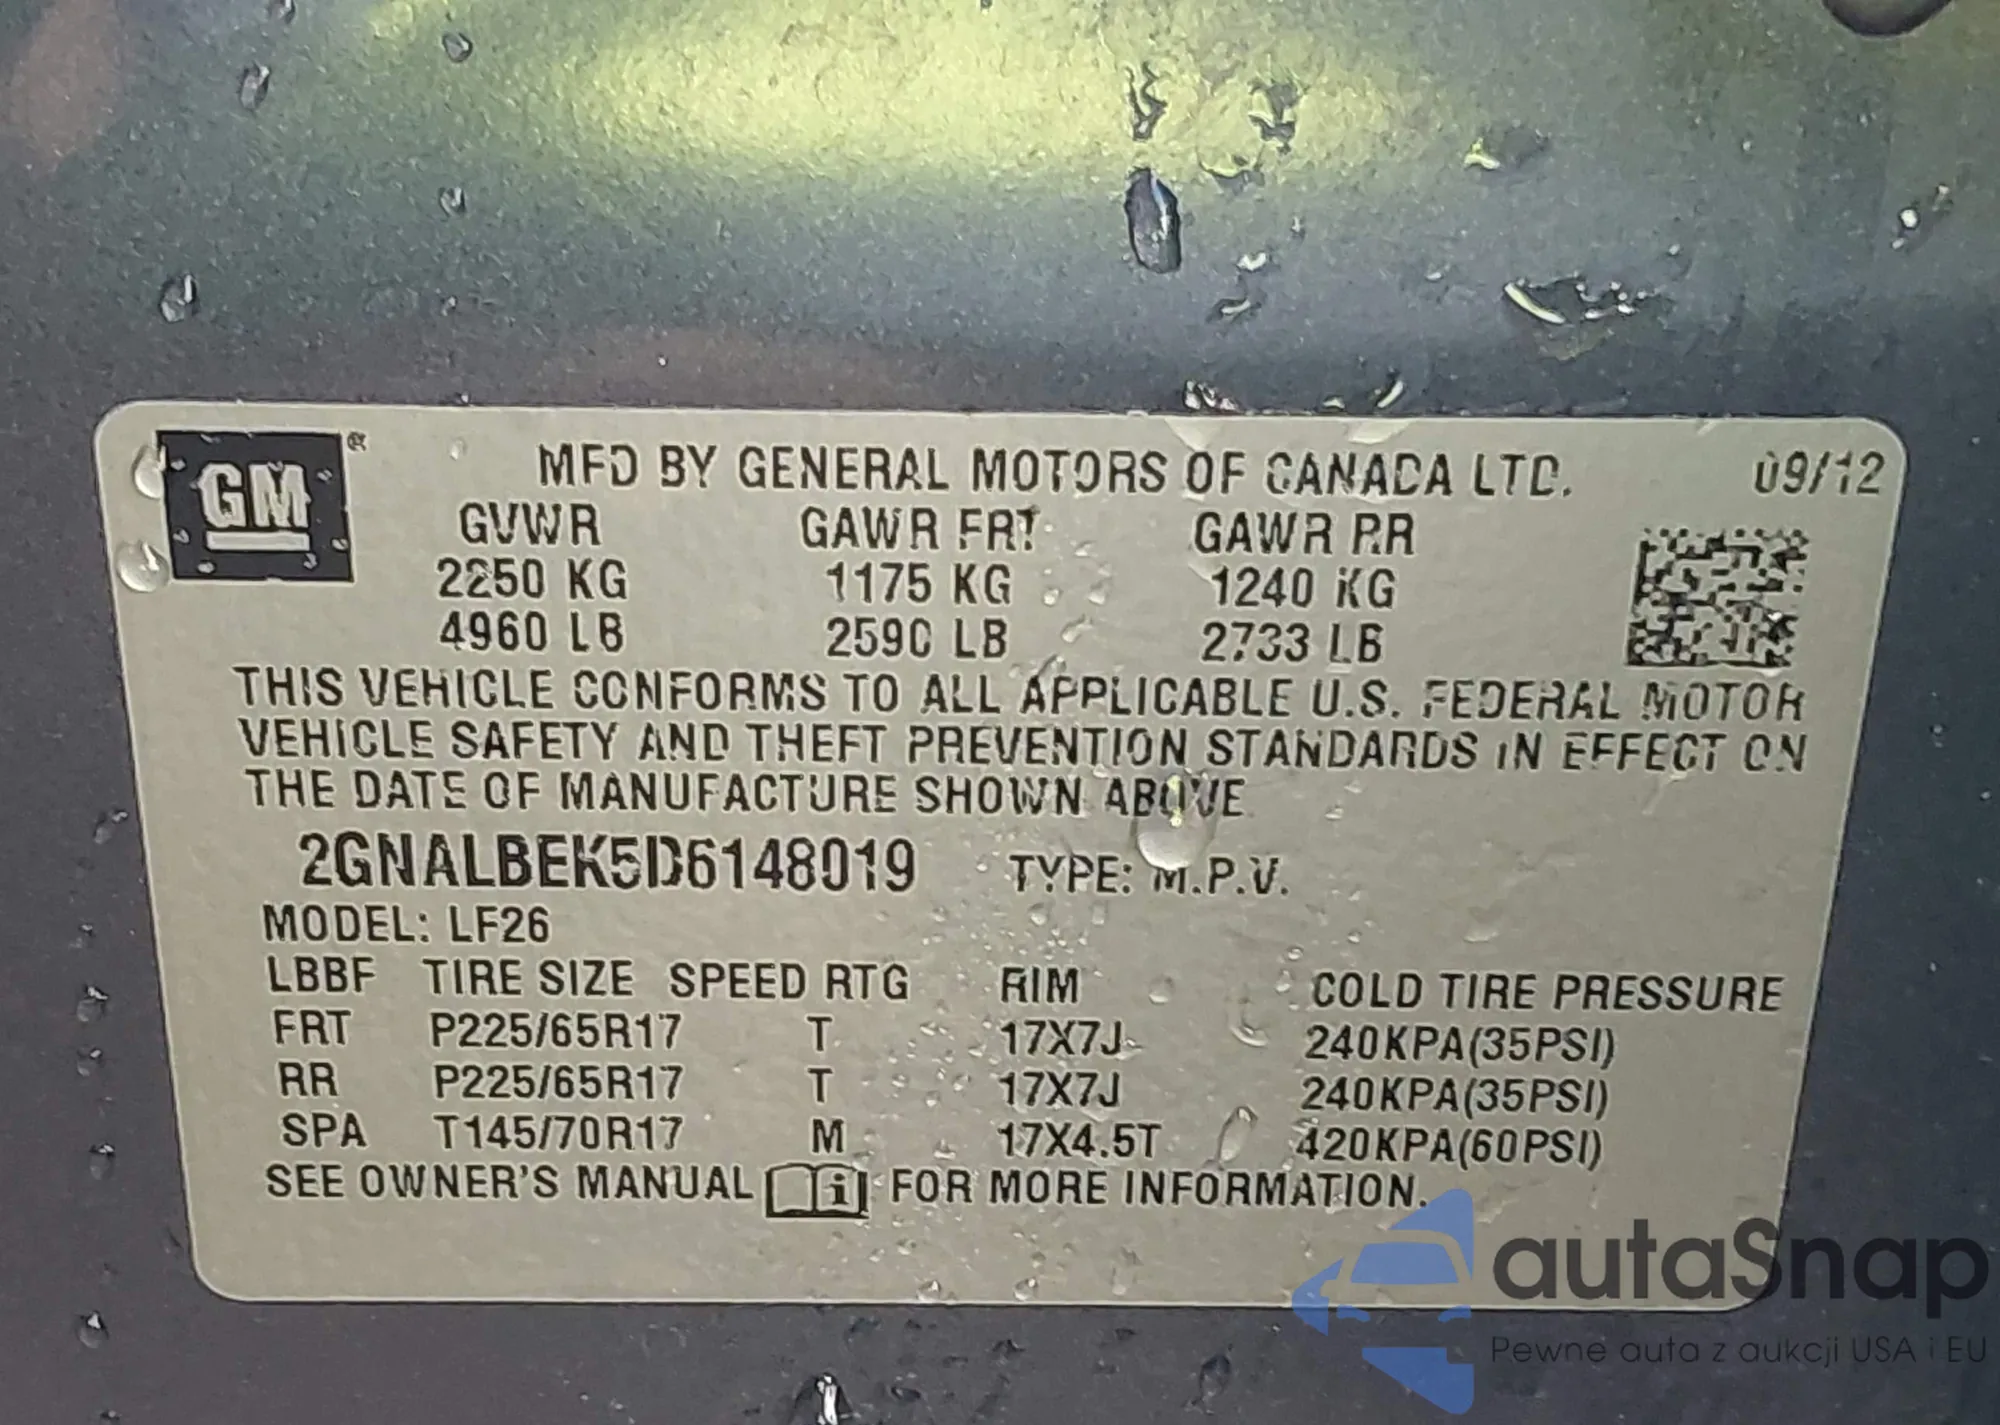 GM®
MFD BY GENERAL MOTORS OF CANADA LTD. 09/12
GVWR GAWR FRT GAWR RR
2250 KG 1175 KG 1240 KG
4960 LB 2590 LB 2733 LB
THIS VEHICLE CONFORMS TO ALL APPLICABLE U.S. FEDERAL MOTOR
VEHICLE SAFETY AND THEFT PREVENTION STANDARDS IN EFFECT ON
THE DATE OF MANUFACTURE SHOWN ABOVE.
2GNALBEK5D6148019 TYPE: M.P.V.
MODEL: LF26
LBBF TIRE SIZE SPEED RTG RIM COLD TIRE PRESSURE
FRT P225/65R17 T 17X7J 240KPA(35PSI)
RR P225/65R17 T 17X7J 240KPA(35PSI)
SPA T145/70R17 M 17X4.5T 420KPA(60PSI)
SEE OWNER'S MANUAL i FOR MORE INFORMATION.
autaSnap
Pewne auta z aukcji USA i EU